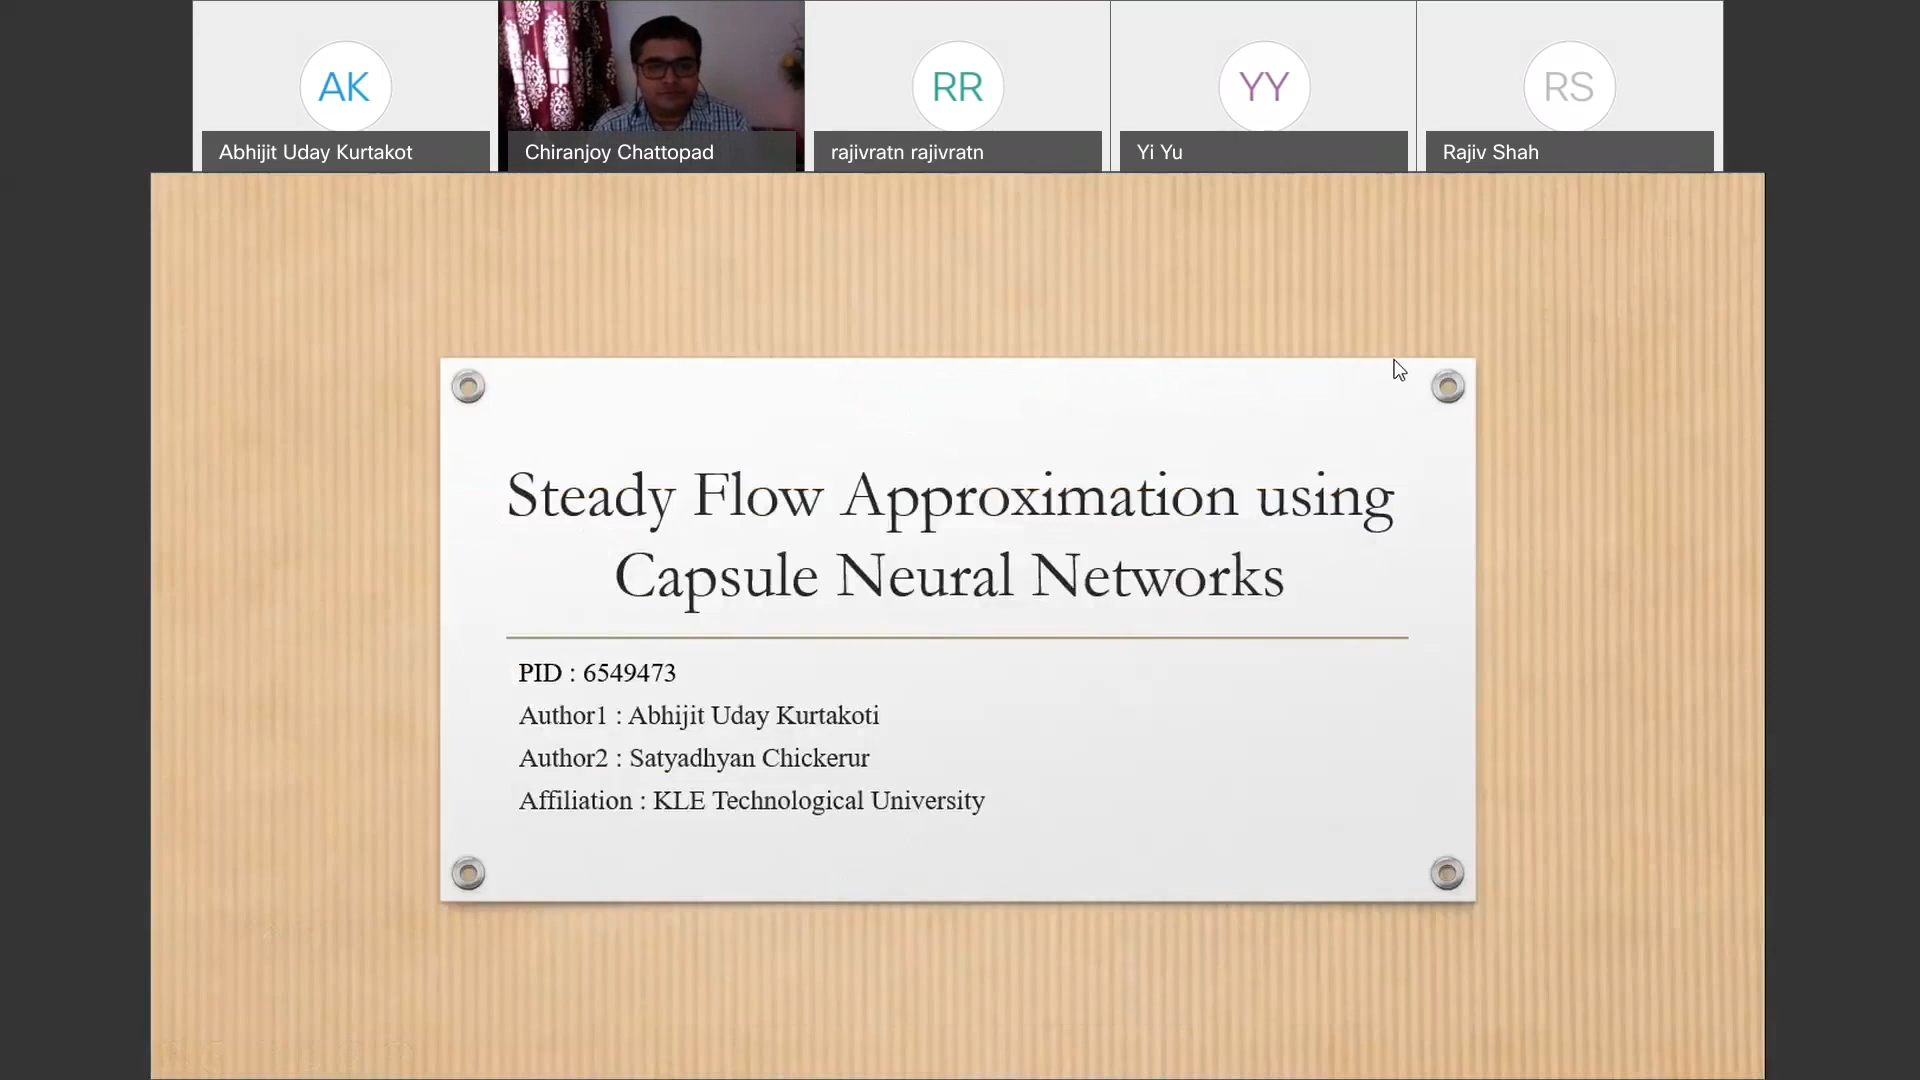 AK
RR
YY
RS
Abhijit Uday Kurtakot
Chiranjoy Chattopad
rajivratn rajivratn
Yi Yu
Rajiv Shah
Steady Flow Approximation using
Capsule Neural Networks
PID : 6549473
Author1 : Abhijit Uday Kurtakoti
Author2 : Satyadhyan Chickerur
Affiliation : KLE Technological University